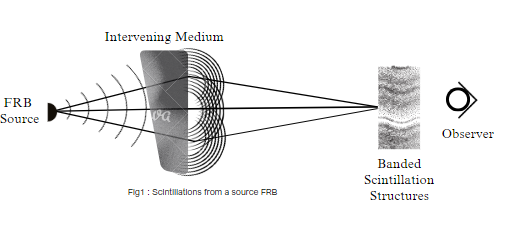 Intervening Medium
FRB
Source
Observer
Banded
Scintillation
Structures
Fig1 : Scintillations from a source FRB